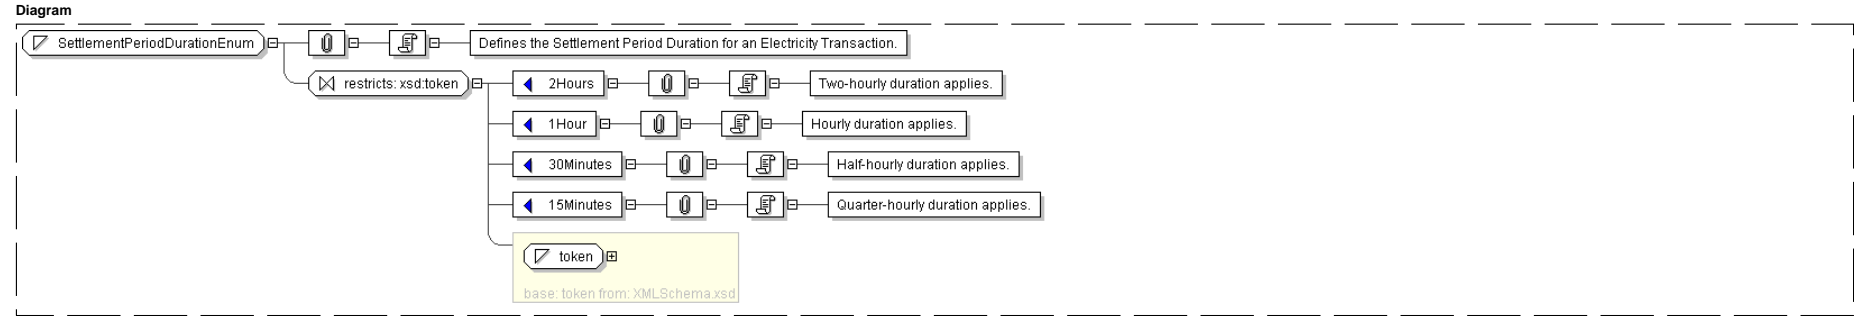 Diagram
SettlementPeriodDurationEnum Defines the Settlement Period Duration for an Electricity Transaction.
restricts: xsd:token 2Hours Two-hourly duration applies.
1Hour Hourly duration applies.
30Minutes Half-hourly duration applies.
15Minutes Quarter-hourly duration applies.
token
base: token from: XMLSchema.xsd